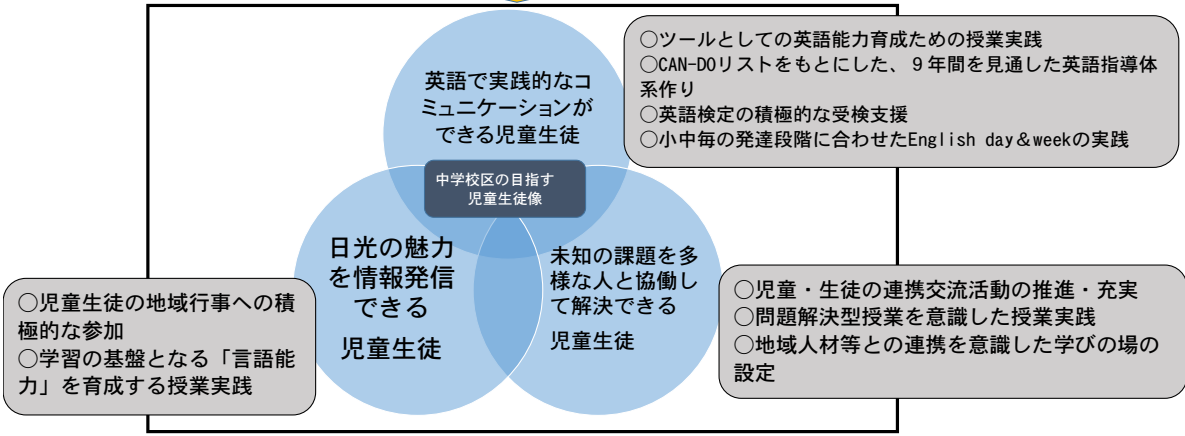 英語で実践的なコ
ミュニケーションが
できる児童生徒
○ツールとしての英語能力育成ための授業実践
○CAN-DOリストをもとにした、９年間を見通した英語指導体
系作り
○英語検定の積極的な受検支援
○小中毎の発達段階に合わせたEnglish day＆weekの実践
中学校区の目指す
児童生徒像
日光の魅力
を情報発信
できる
児童生徒
未知の課題を多
様な人と協働し
て解決できる
児童生徒
○児童生徒の地域行事への積
極的な参加
○学習の基盤となる「言語能
力」を育成する授業実践
○児童・生徒の連携交流活動の推進・充実
○問題解決型授業を意識した授業実践
○地域人材等との連携を意識した学びの場の
設定